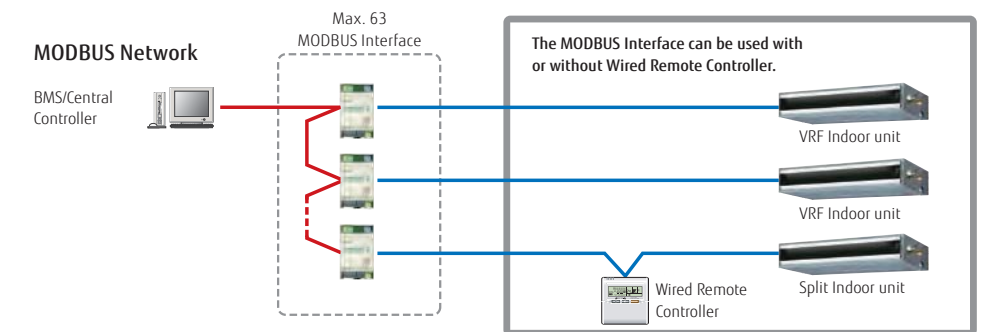 Max. 63
MODBUS Interface
MODBUS Network
The MODBUS Interface can be used with
or without Wired Remote Controller.
BMS/Central
Controller
VRF Indoor unit
VRF Indoor unit
Wired Remote
Controller
Split Indoor unit